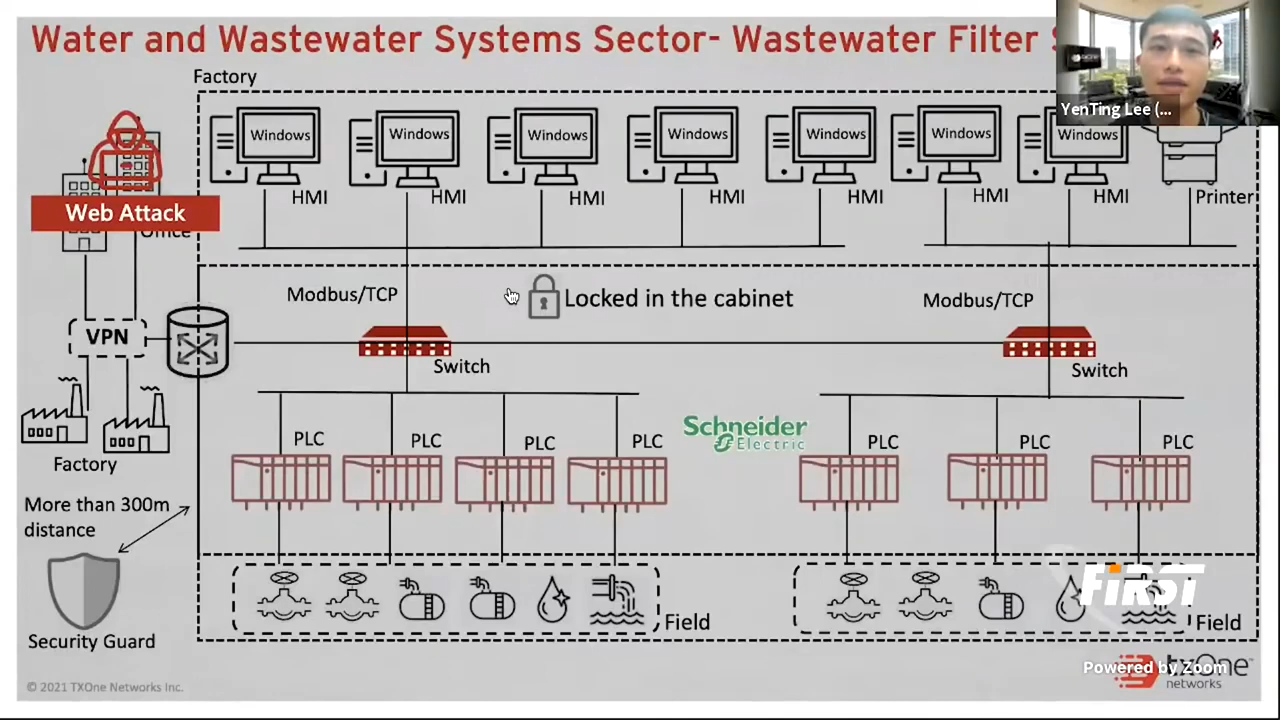 Water and Wastewater Systems Sector- Wastewater Filter
YenTing Lee (...
Factory
Windows
Windows
Windows
Windows
Windows
Windows
Windows
HMI
HMI
HMI
HMI
HMI
HMI
HMI
Printer
Web Attack
Office
Modbus/TCP
Locked in the cabinet
Modbus/TCP
VPN
Switch
Switch
PLC
PLC
PLC
PLC
Schneider
Electric
PLC
PLC
PLC
Factory
More than 300m
distance
Security Guard
Field
Field
FiRST
Powered by Zoom
txOne
networks
© 2021 TXOne Networks Inc.